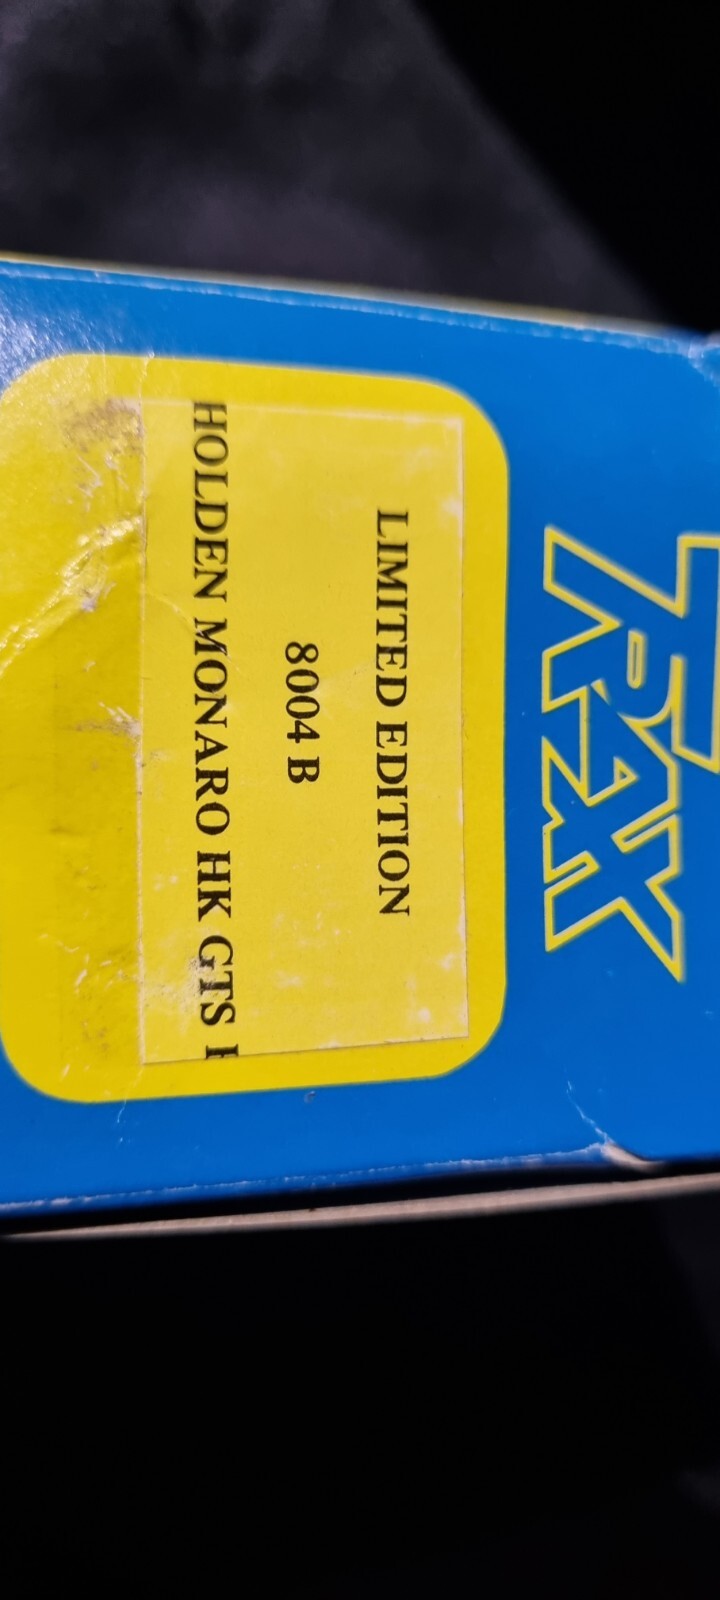 TRAX
LIMITED EDITION
8004 B
HOLDEN MONARO HK GTS